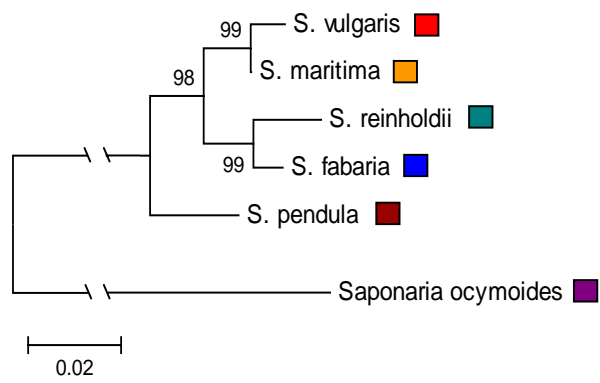 99
S. vulgaris
S. maritima
98
S. reinholdii
99
S. fabaria
S. pendula
Saponaria ocymoides
0.02